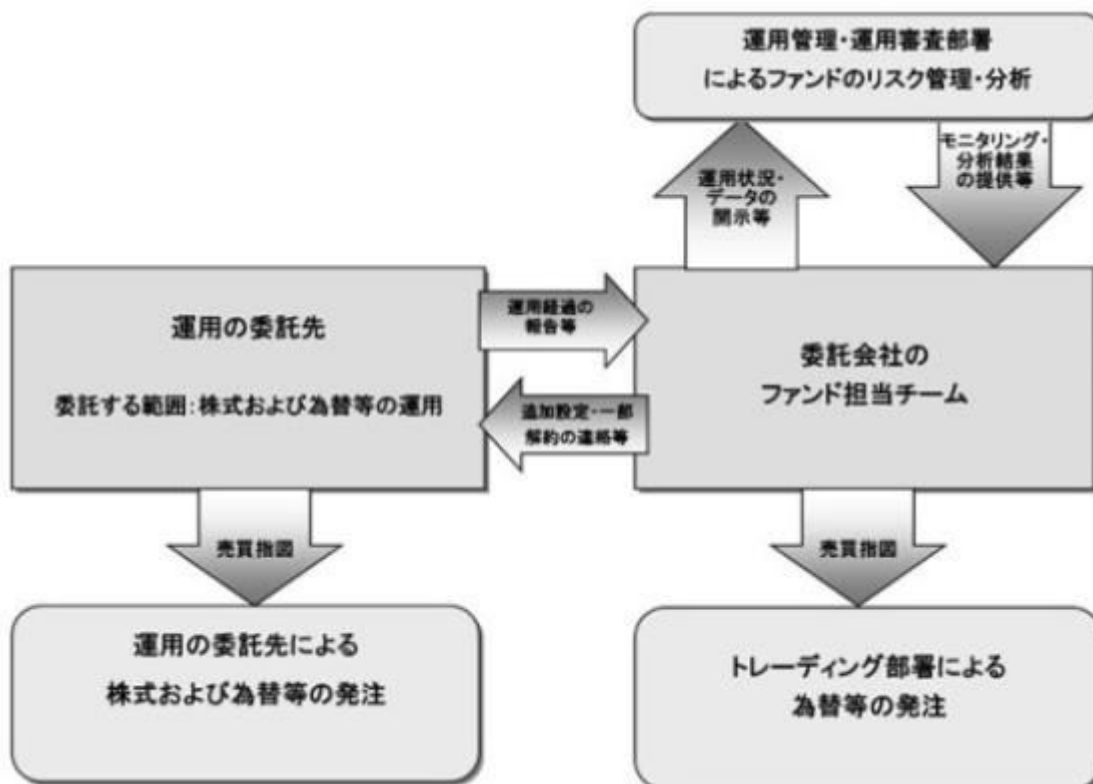 運用管理・運用審査部署
によるファンドのリスク管理・分析
運用状況・
データの
開示等
モニタリング・
分析結果
の提供等
運用の委託先
委託する範囲：株式および為替等の運用
運用経過の
報告等
追加設定・一部
解約の連絡等
委託会社の
ファンド担当チーム
売買指図
売買指図
運用の委託先による
株式および為替等の発注
トレーディング部署による
為替等の発注